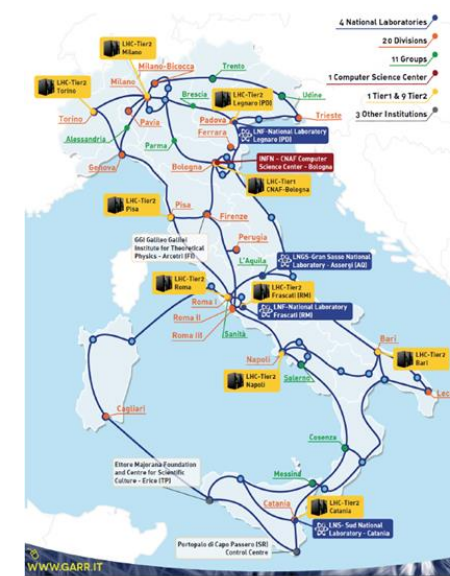 4 National Laboratories
20 Divisions
11 Groups
1 Computer Science Center
1 Tier1 & 9 Tier2
3 Other Institutions
LHC-Tier2
Milano
Milano-Bicocca
Trento
LHC-Tier2
Torino
Milano
Brescia
LHC-Tier2
Legnaro (PD)
Udine
Torino
Pavia
Padova
Trieste
Alessandria
Parma
Ferrara
LNF-National Laboratory
Legnaro (PD)
Genova
Bologna
INFN - CNAF Computer
Science Center - Bologna
LHC-Tier1
CNAF-Bologna
LHC-Tier2
Pisa
Pisa
Firenze
GGI Galileo Galilei
Institute for Theoretical
Physics - Arcetri (FI)
Perugia
L'Aquila
LNGS-Gran Sasso National
Laboratory - Assergi (AQ)
LHC-Tier2
Roma
Roma I
Roma II
Roma III
LHC-Tier2
Frascati (RM)
LNF-National Laboratory
Frascati (RM)
Sanità
Bari
LHC-Tier2
Bari
Napoli
LHC-Tier2
Napoli
Salerno
Lec
Cagliari
Cosenza
Ettore Majorana Foundation
and Centre for Scientific
Culture - Erice (TP)
Messina
Catania
LHC-Tier2
Catania
LNS- Sud National
Laboratory - Catania
Portopalo di Capo Passero (SR)
Control Centre
WWW.GARR.IT